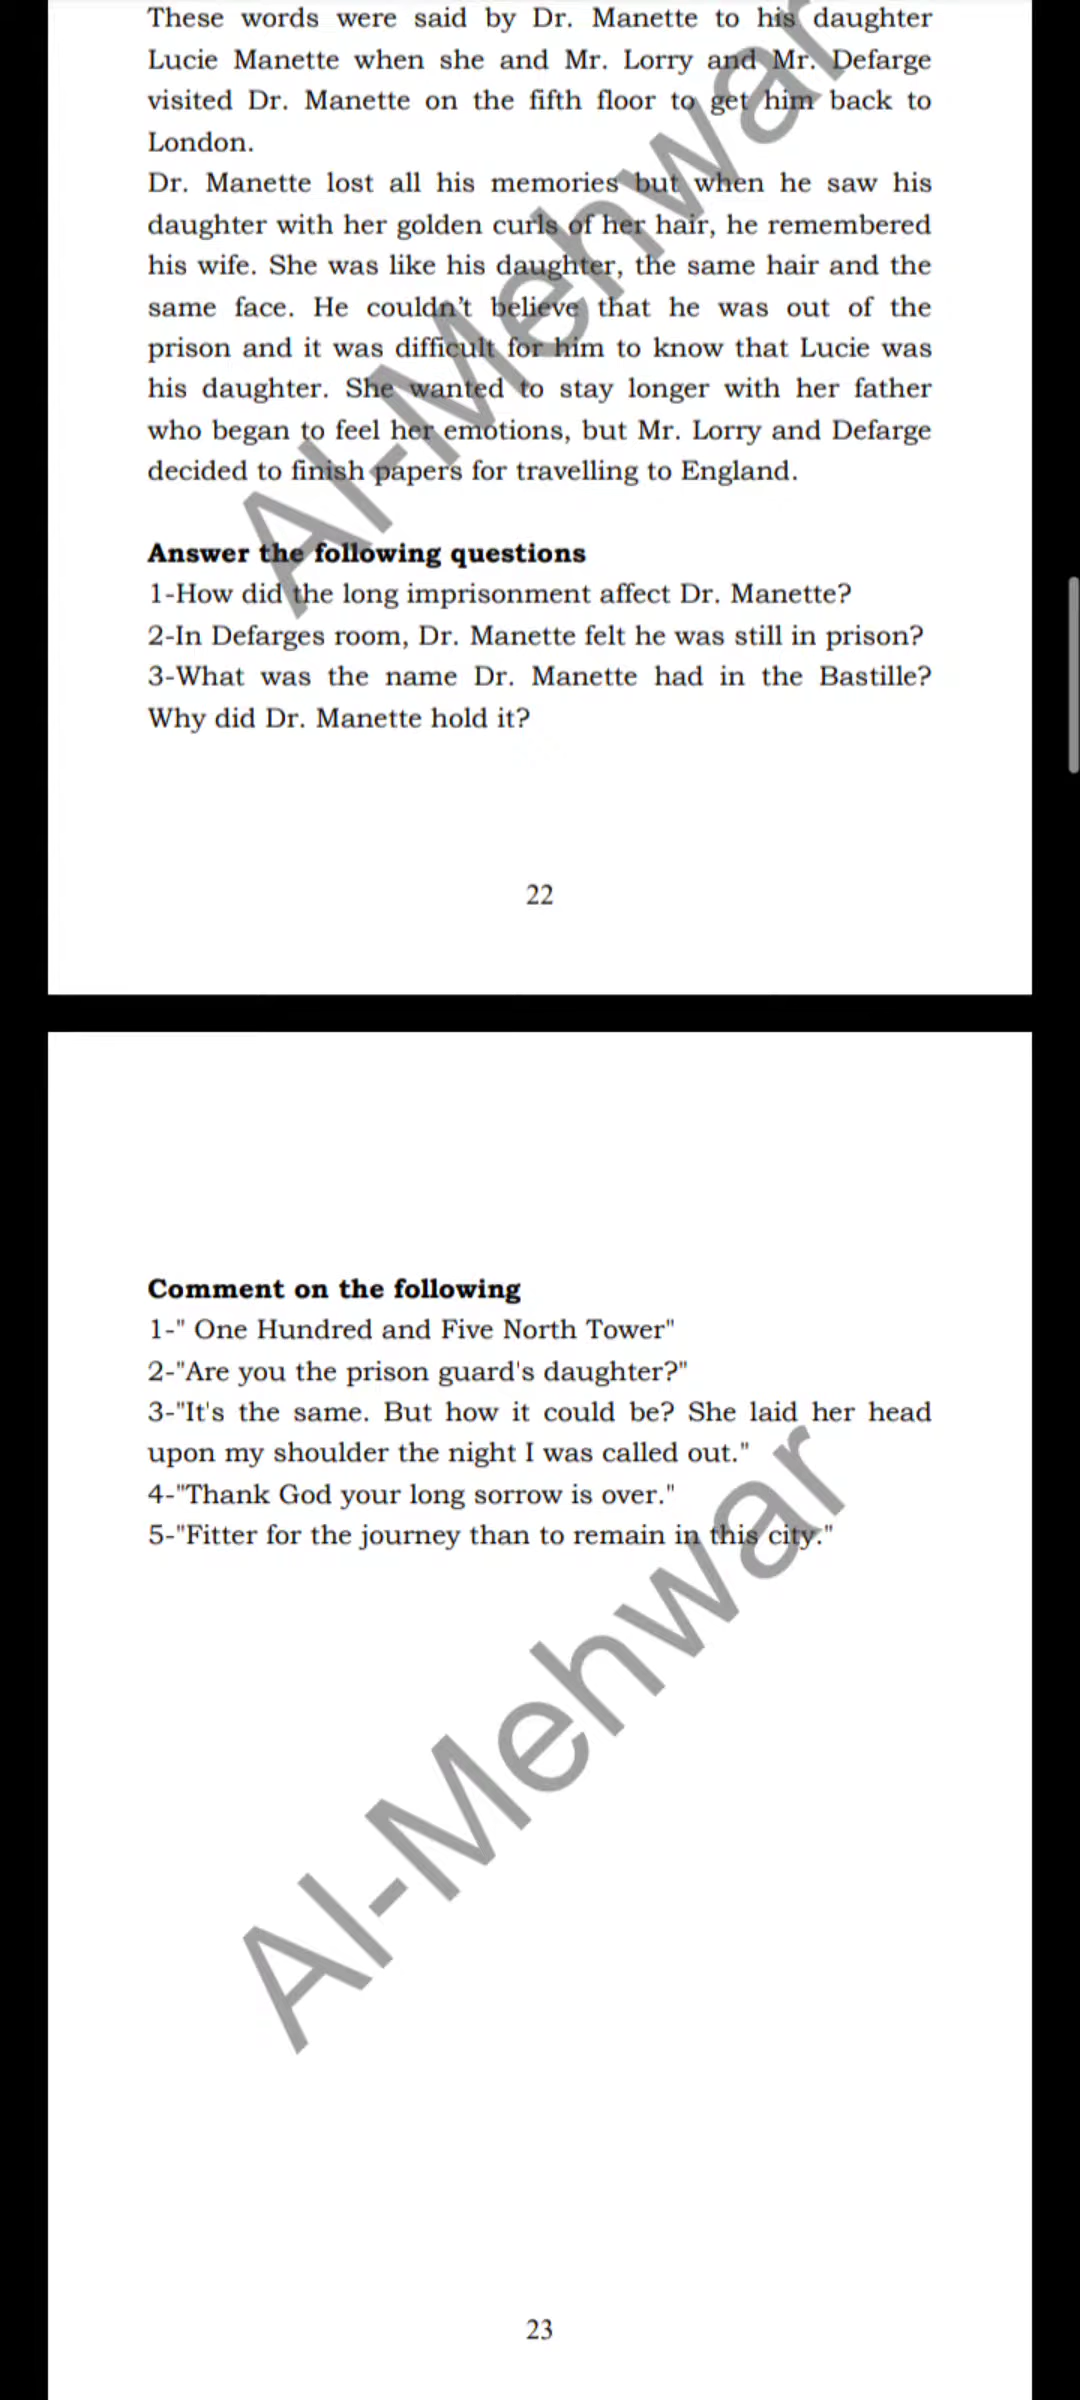 These words were said by Dr. Manette to his daughter
Lucie Manette when she and Mr. Lorry and Mr. Defarge
visited Dr. Manette on the fifth floor to get him back to
London.
Dr. Manette lost all his memories but when he saw his
daughter with her golden curls of her hair, he remembered
his wife. She was like his daughter, the same hair and the
same face. He couldn’t believe that he was out of the
prison and it was difficult for him to know that Lucie was
his daughter. She wanted to stay longer with her father
who began to feel her emotions, but Mr. Lorry and Defarge
decided to finish papers for travelling to England.
Answer the following questions
1-How did the long imprisonment affect Dr. Manette?
2-In Defarges room, Dr. Manette felt he was still in prison?
3-What was the name Dr. Manette had in the Bastille?
Why did Dr. Manette hold it?
Al-Mehwar
22
Comment on the following
1-" One Hundred and Five North Tower"
2-"Are you the prison guard's daughter?"
3-"It's the same. But how it could be? She laid her head
upon my shoulder the night I was called out."
4-"Thank God your long sorrow is over."
5-"Fitter for the journey than to remain in this city."
Al-Mehwar
23